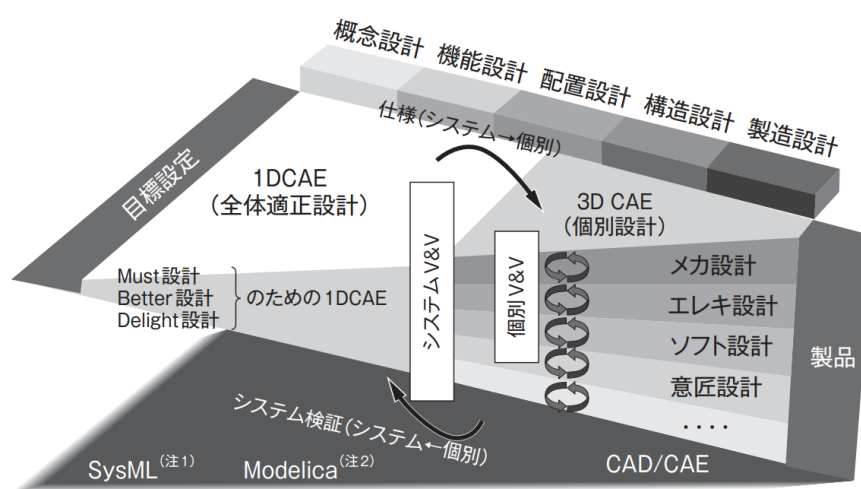 概念設計 機能設計 配置設計 構造設計 製造設計
仕様(システム→個別)
目標設定
1DCAE
(全体適正設計)
3D CAE
(個別設計)
Must設計
Better設計
Delight設計
のための1DCAE
システムV&V
個別V&V
メカ設計
エレキ設計
ソフト設計
意匠設計
・・・・
製品
システム検証(システム←個別)
SysML(注1)
Modelica(注2)
CAD/CAE